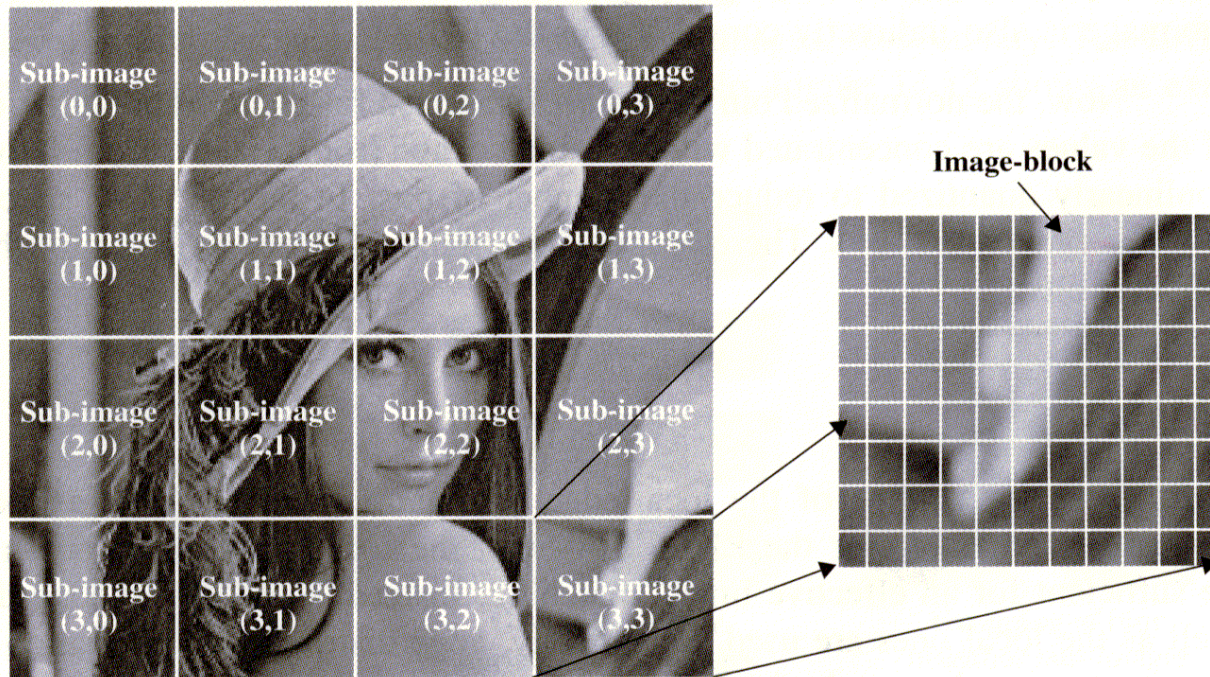 Sub-image
(0,0)
Sub-image
(0,1)
Sub-image
(0,2)
Sub-image
(0,3)
Image-block
Sub-image
(1,0)
Sub-image
(1,1)
Sub-image
(1,2)
Sub-image
(1,3)
Sub-image
(2,0)
Sub-image
(2,1)
Sub-image
(2,2)
Sub-image
(2,3)
Sub-image
(3,0)
Sub-image
(3,1)
Sub-image
(3,2)
Sub-image
(3,3)